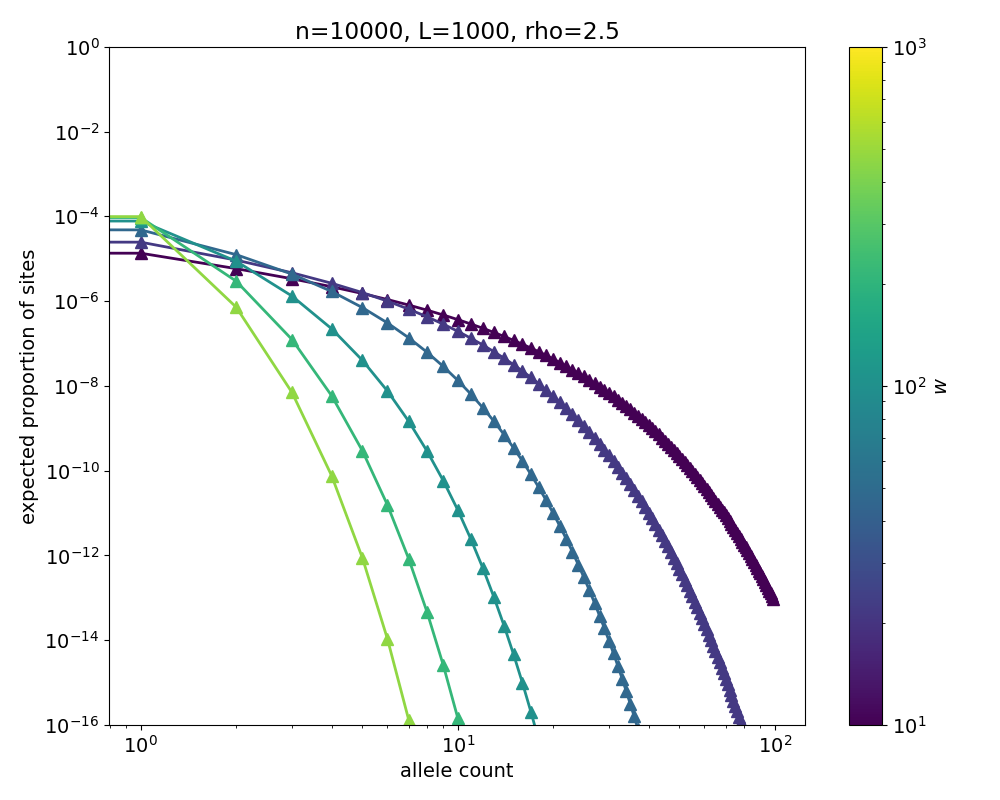 n=10000, L=1000, rho=2.5
expected proportion of sites
10^0
10^-2
10^-4
10^-6
10^-8
10^-10
10^-12
10^-14
10^-16
10^0 10^1 10^2
allele count
10^3
10^2
10^1
w